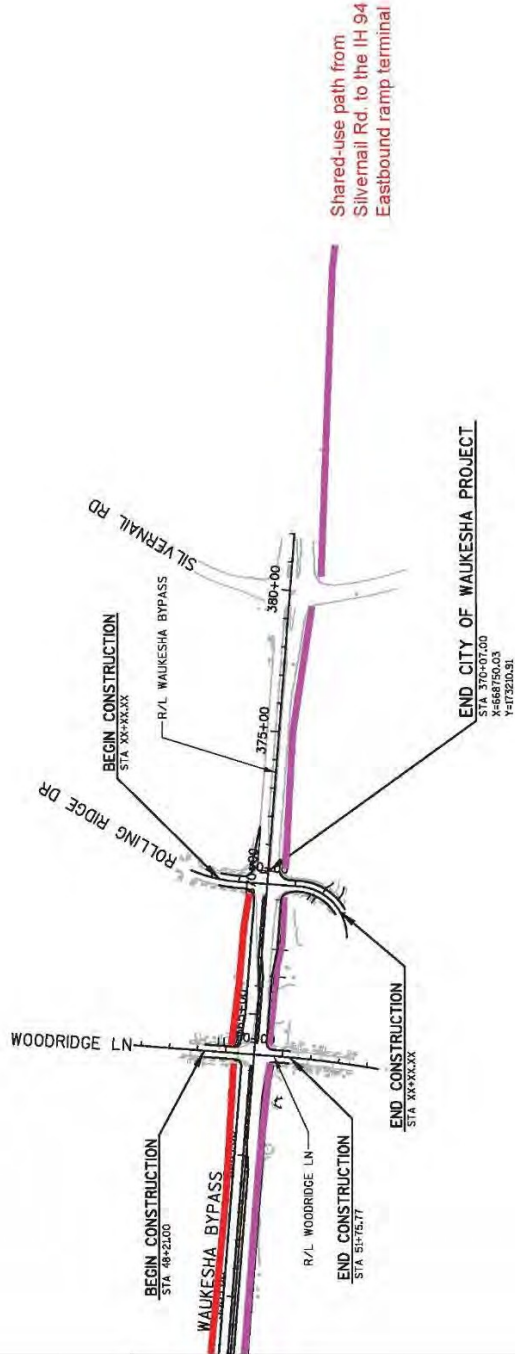 Shared-use path from
Silvernail Rd. to the IH 94
Eastbound ramp terminal
SILVERNAIL RD
380+00
R/L WAUKESHA BYPASS
375+00
BEGIN CONSTRUCTION
STA XX+XX.XX
ROLLING RIDGE DR
END CITY OF WAUKESHA PROJECT
STA 370+07.00
X=668750.03
Y=173210.91
END CONSTRUCTION
STA XX+XX.XX
WOODRIDGE LN
BEGIN CONSTRUCTION
STA 48+21.00
WAUKESHA BYPASS
R/L WOODRIDGE LN
END CONSTRUCTION
STA 51+75.77